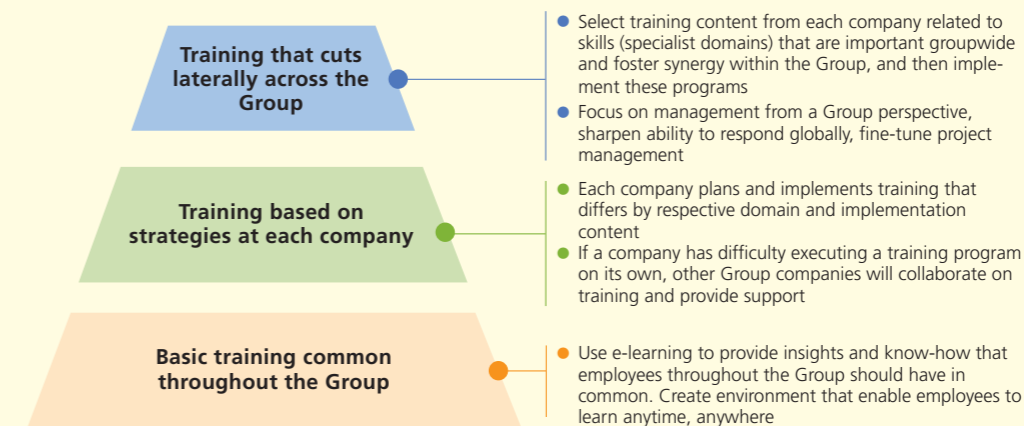 Training that cuts
laterally across the
Group
Select training content from each company related to
skills (specialist domains) that are important groupwide
and foster synergy within the Group, and then imple-
ment these programs
Focus on management from a Group perspective,
sharpen ability to respond globally, fine-tune project
management
Training based on
strategies at each company
Each company plans and implements training that
differs by respective domain and implementation
content
If a company has difficulty executing a training program
on its own, other Group companies will collaborate on
training and provide support
Basic training common
throughout the Group
Use e-learning to provide insights and know-how that
employees throughout the Group should have in
common. Create environment that enable employees to
learn anytime, anywhere